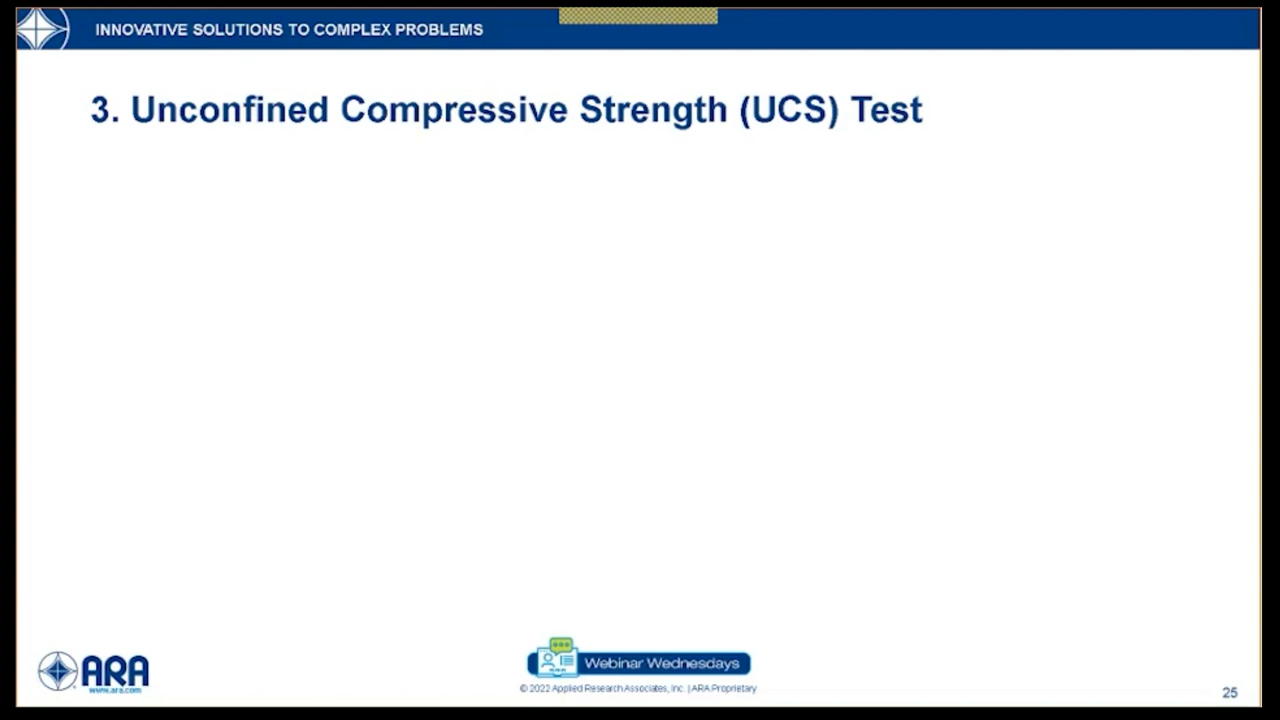 INNOVATIVE SOLUTIONS TO COMPLEX PROBLEMS
3. Unconfined Compressive Strength (UCS) Test
ARA
www.ara.com
Webinar Wednesdays
© 2022 Applied Research Associates, Inc. | ARA Proprietary
25